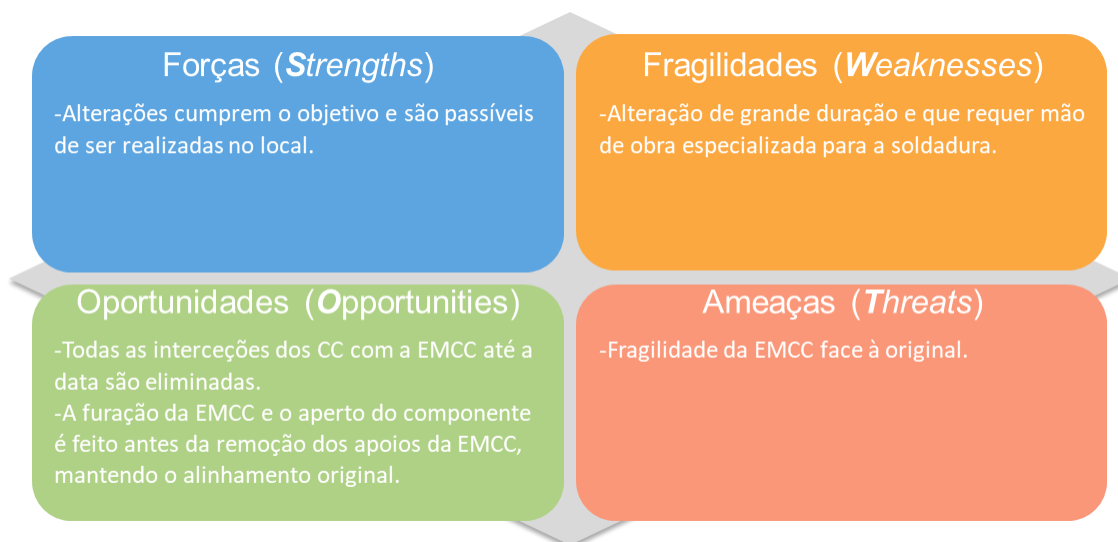 Forças (Strengths)
-Alterações cumprem o objetivo e são passíveis
de ser realizadas no local.
Fragilidades (Weaknesses)
-Alteração de grande duração e que requer mão
de obra especializada para a soldadura.
Oportunidades (Opportunities)
-Todas as interceções dos CC com a EMCC até a
data são eliminadas.
-A furação da EMCC e o aperto do componente
é feito antes da remoção dos apoios da EMCC,
mantendo o alinhamento original.
Ameaças (Threats)
-Fragilidade da EMCC face à original.